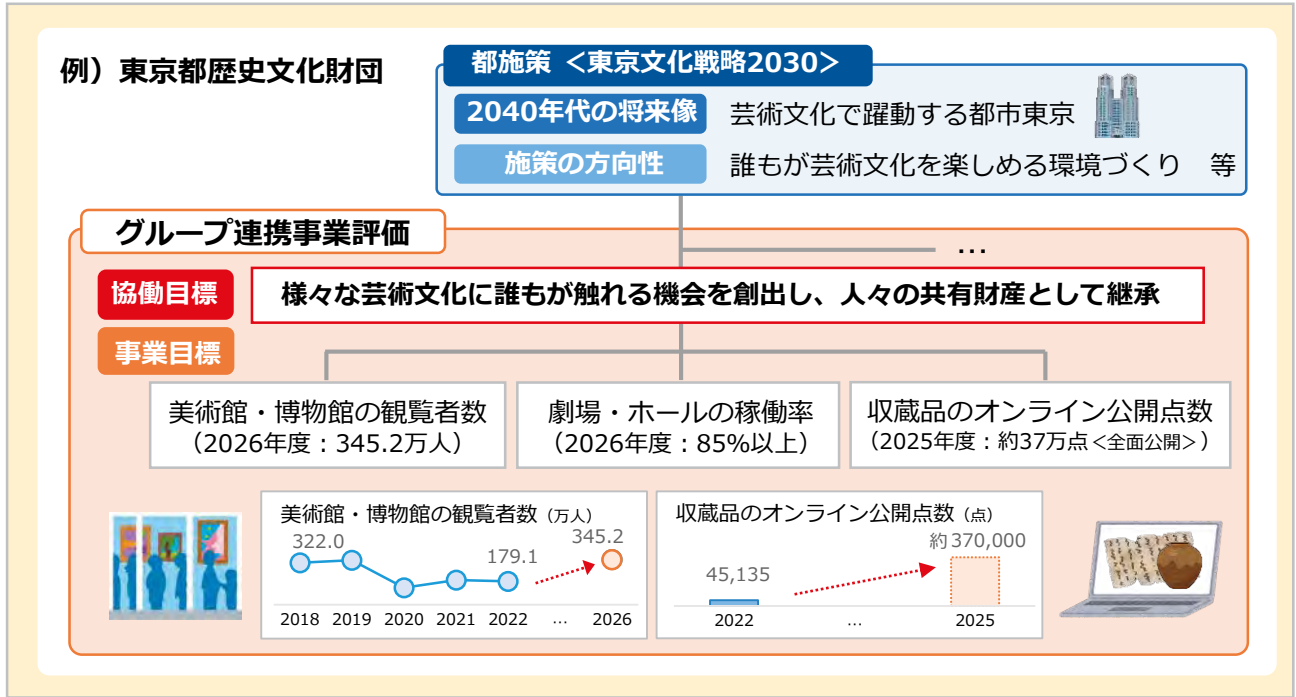 例）東京都歴史文化財団
都施策 ＜東京文化戦略2030＞
2040年代の将来像
芸術文化で躍動する都市東京
施策の方向性
誰もが芸術文化を楽しめる環境づくり　等
グループ連携事業評価
…
協働目標
様々な芸術文化に誰もが触れる機会を創出し、人々の共有財産として継承
事業目標
美術館・博物館の観覧者数
（2026年度：345.2万人）
劇場・ホールの稼働率
（2026年度：85%以上）
収蔵品のオンライン公開点数
（2025年度：約37万点＜全面公開＞）
美術館・博物館の観覧者数（万人）
322.0
179.1
345.2
2018 2019 2020 2021 2022 … 2026
収蔵品のオンライン公開点数（点）
約370,000
45,135
2022 … 2025